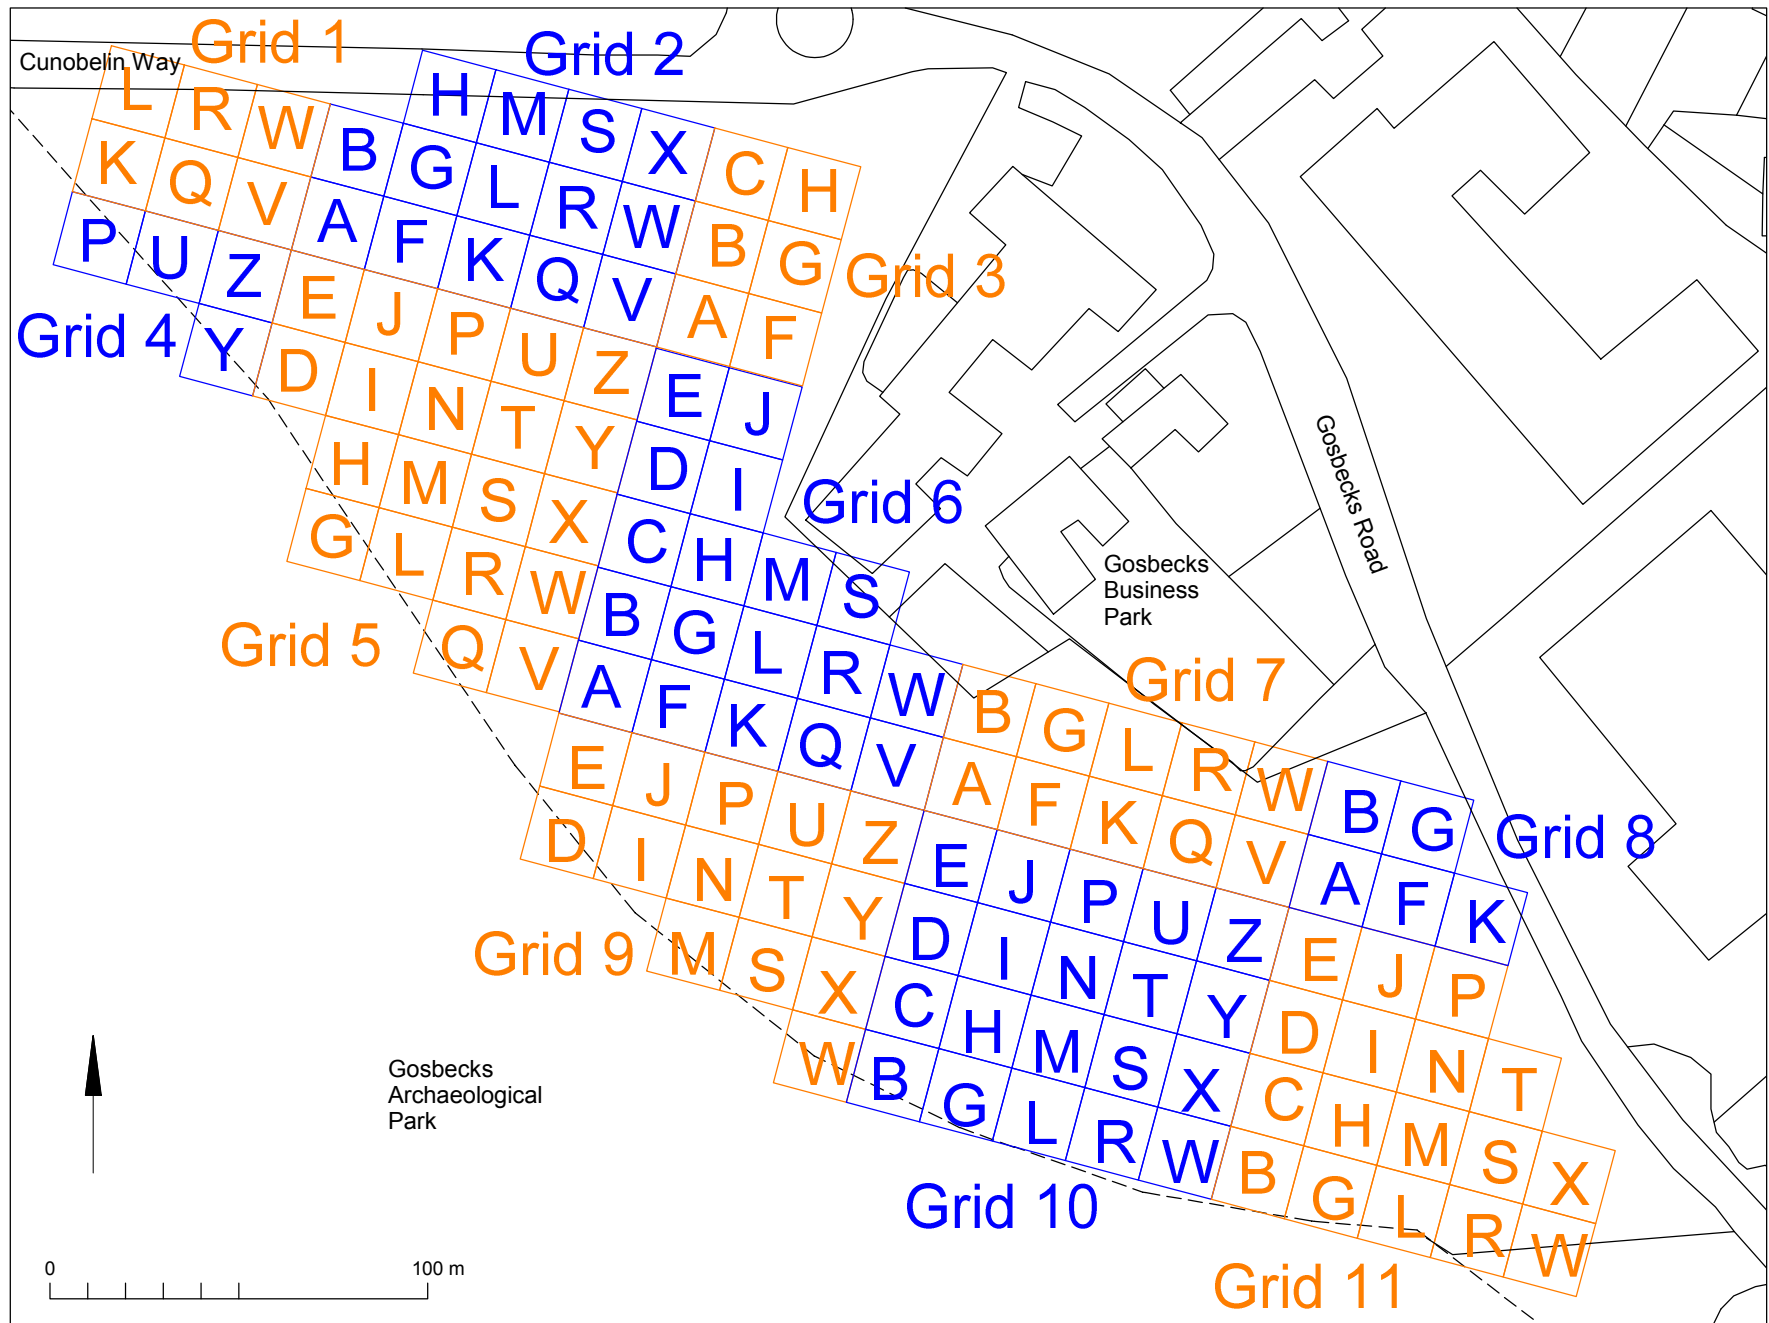 Grid 1
Grid 2
Cunobelin Way
L R W
H M S X C H
K Q V B G L R W B G
P U Z A F K Q V A F
Grid 3
Grid 4
Y E J P U Z E J
D I N T Y D I
Grid 6
H M S X C H M S
G L R W B G L R W B G L R W B G
Grid 5
Grid 7
Q V A F K Q V A F K Q V A F K
Grid 8
Gosbecks Road
Gosbecks
Business
Park
E J P U Z E J P U Z E J P
D I N T Y D I N T Y D I N T
Grid 9
M S X C H M S X C H M S X
W B G L R W B G L R W
Grid 10
Grid 11
Gosbecks
Archaeological
Park
0 100 m